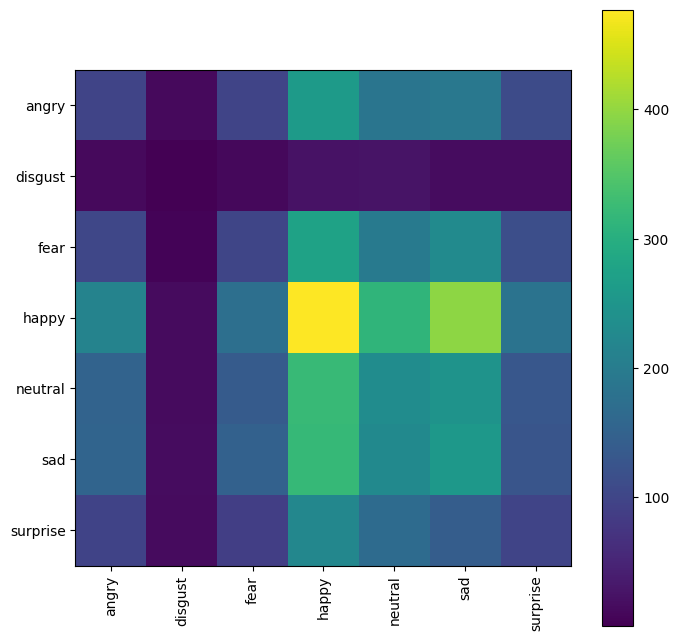 angry
disgust
fear
happy
neutral
sad
surprise
angry
disgust
fear
happy
neutral
sad
surprise
400
300
200
100